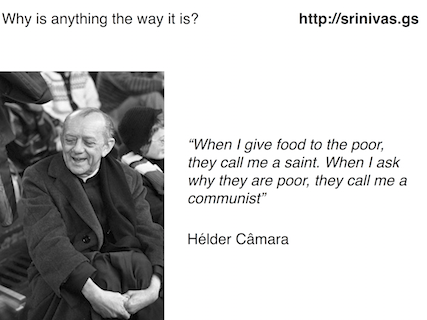 Why is anything the way it is?
http://srinivas.gs
“When I give food to the poor,
they call me a saint. When I ask
why they are poor, they call me a
communist”
Hélder Câmara